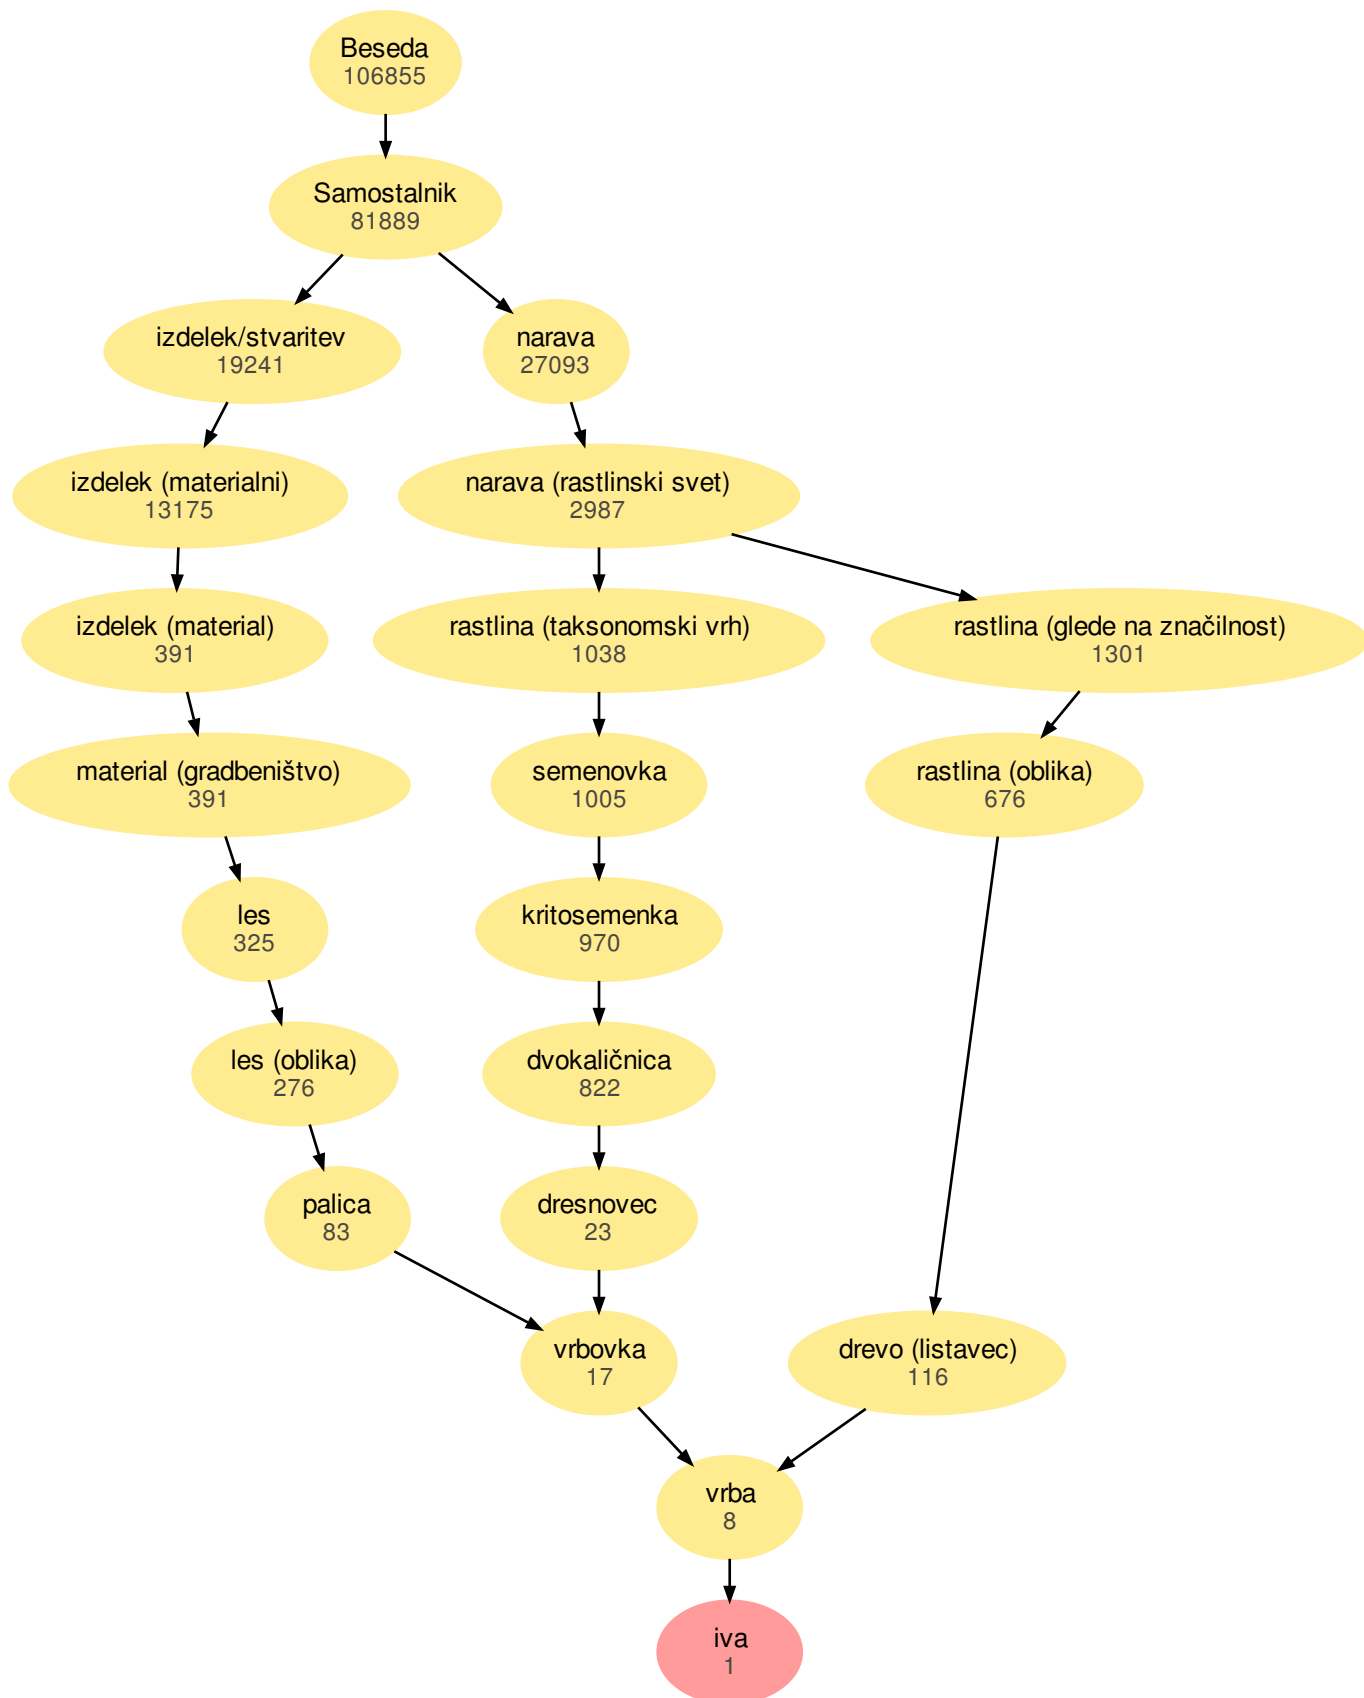 Beseda
106855
Samostalnik
81889
izdelek/stvaritev
19241
narava
27093
izdelek (materialni)
13175
narava (rastlinski svet)
2987
izdelek (material)
391
rastlina (taksonomski vrh)
1038
rastlina (glede na značilnost)
1301
material (gradbeništvo)
391
semenovka
1005
rastlina (oblika)
676
les
325
kritosemenka
970
les (oblika)
276
dvokaličnica
822
palica
83
dresnovec
23
vrbovka
17
drevo (listavec)
116
vrba
8
iva
1